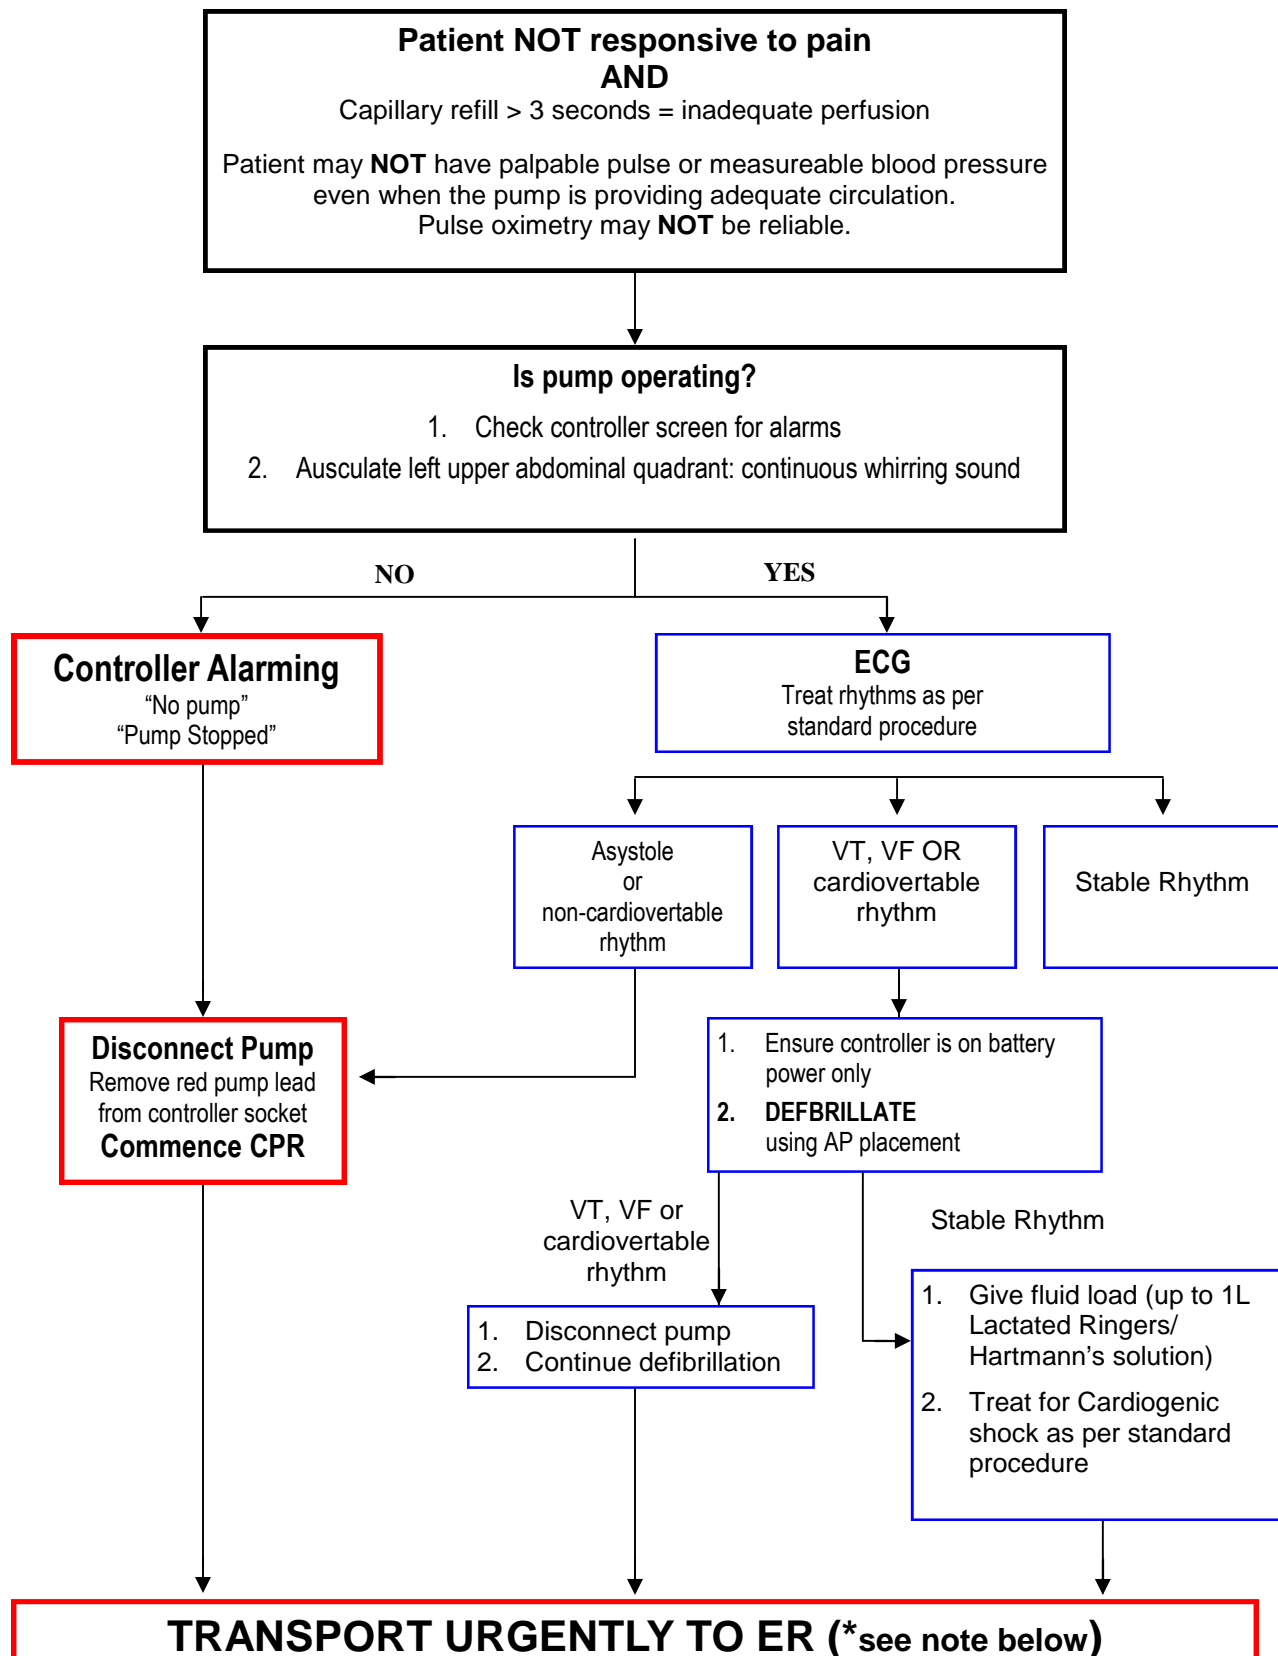 Patient NOT responsive to pain
AND
Capillary refill > 3 seconds = inadequate perfusion
Patient may NOT have palpable pulse or measureable blood pressure
even when the pump is providing adequate circulation.
Pulse oximetry may NOT be reliable.
Is pump operating?
1. Check controller screen for alarms
2. Ausculate left upper abdominal quadrant: continuous whirring sound
NO
YES
Controller Alarming
“No pump”
“Pump Stopped”
ECG
Treat rhythms as per
standard procedure
Asystole
or
non-cardiovertable
rhythm
VT, VF OR
cardiovertable
rhythm
Stable Rhythm
Disconnect Pump
Remove red pump lead
from controller socket
Commence CPR
1. Ensure controller is on battery
power only
2. DEFBRILLATE
using AP placement
VT, VF or
cardiovertable
rhythm
Stable Rhythm
1. Disconnect pump
2. Continue defibrillation
1. Give fluid load (up to 1L
Lactated Ringers/
Hartmann’s solution)
2. Treat for Cardiogenic
shock as per standard
procedure
TRANSPORT URGENTLY TO ER (*see note below)